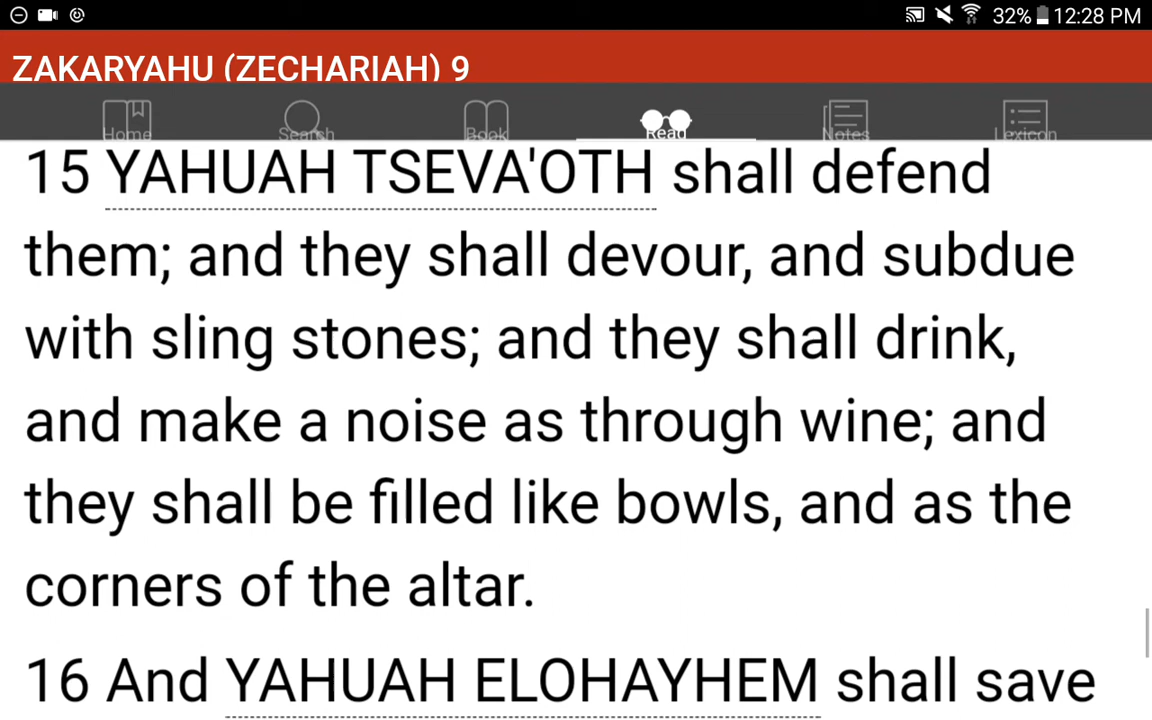 32% 12:28 PM
ZAKARYAHU (ZECHARIAH) 9
Home Search Book Read Notes Lexicon
15 YAHUAH TSEVA'OTH shall defend
them; and they shall devour, and subdue
with sling stones; and they shall drink,
and make a noise as through wine; and
they shall be filled like bowls, and as the
corners of the altar.
16 And YAHUAH ELOHAYHEM shall save